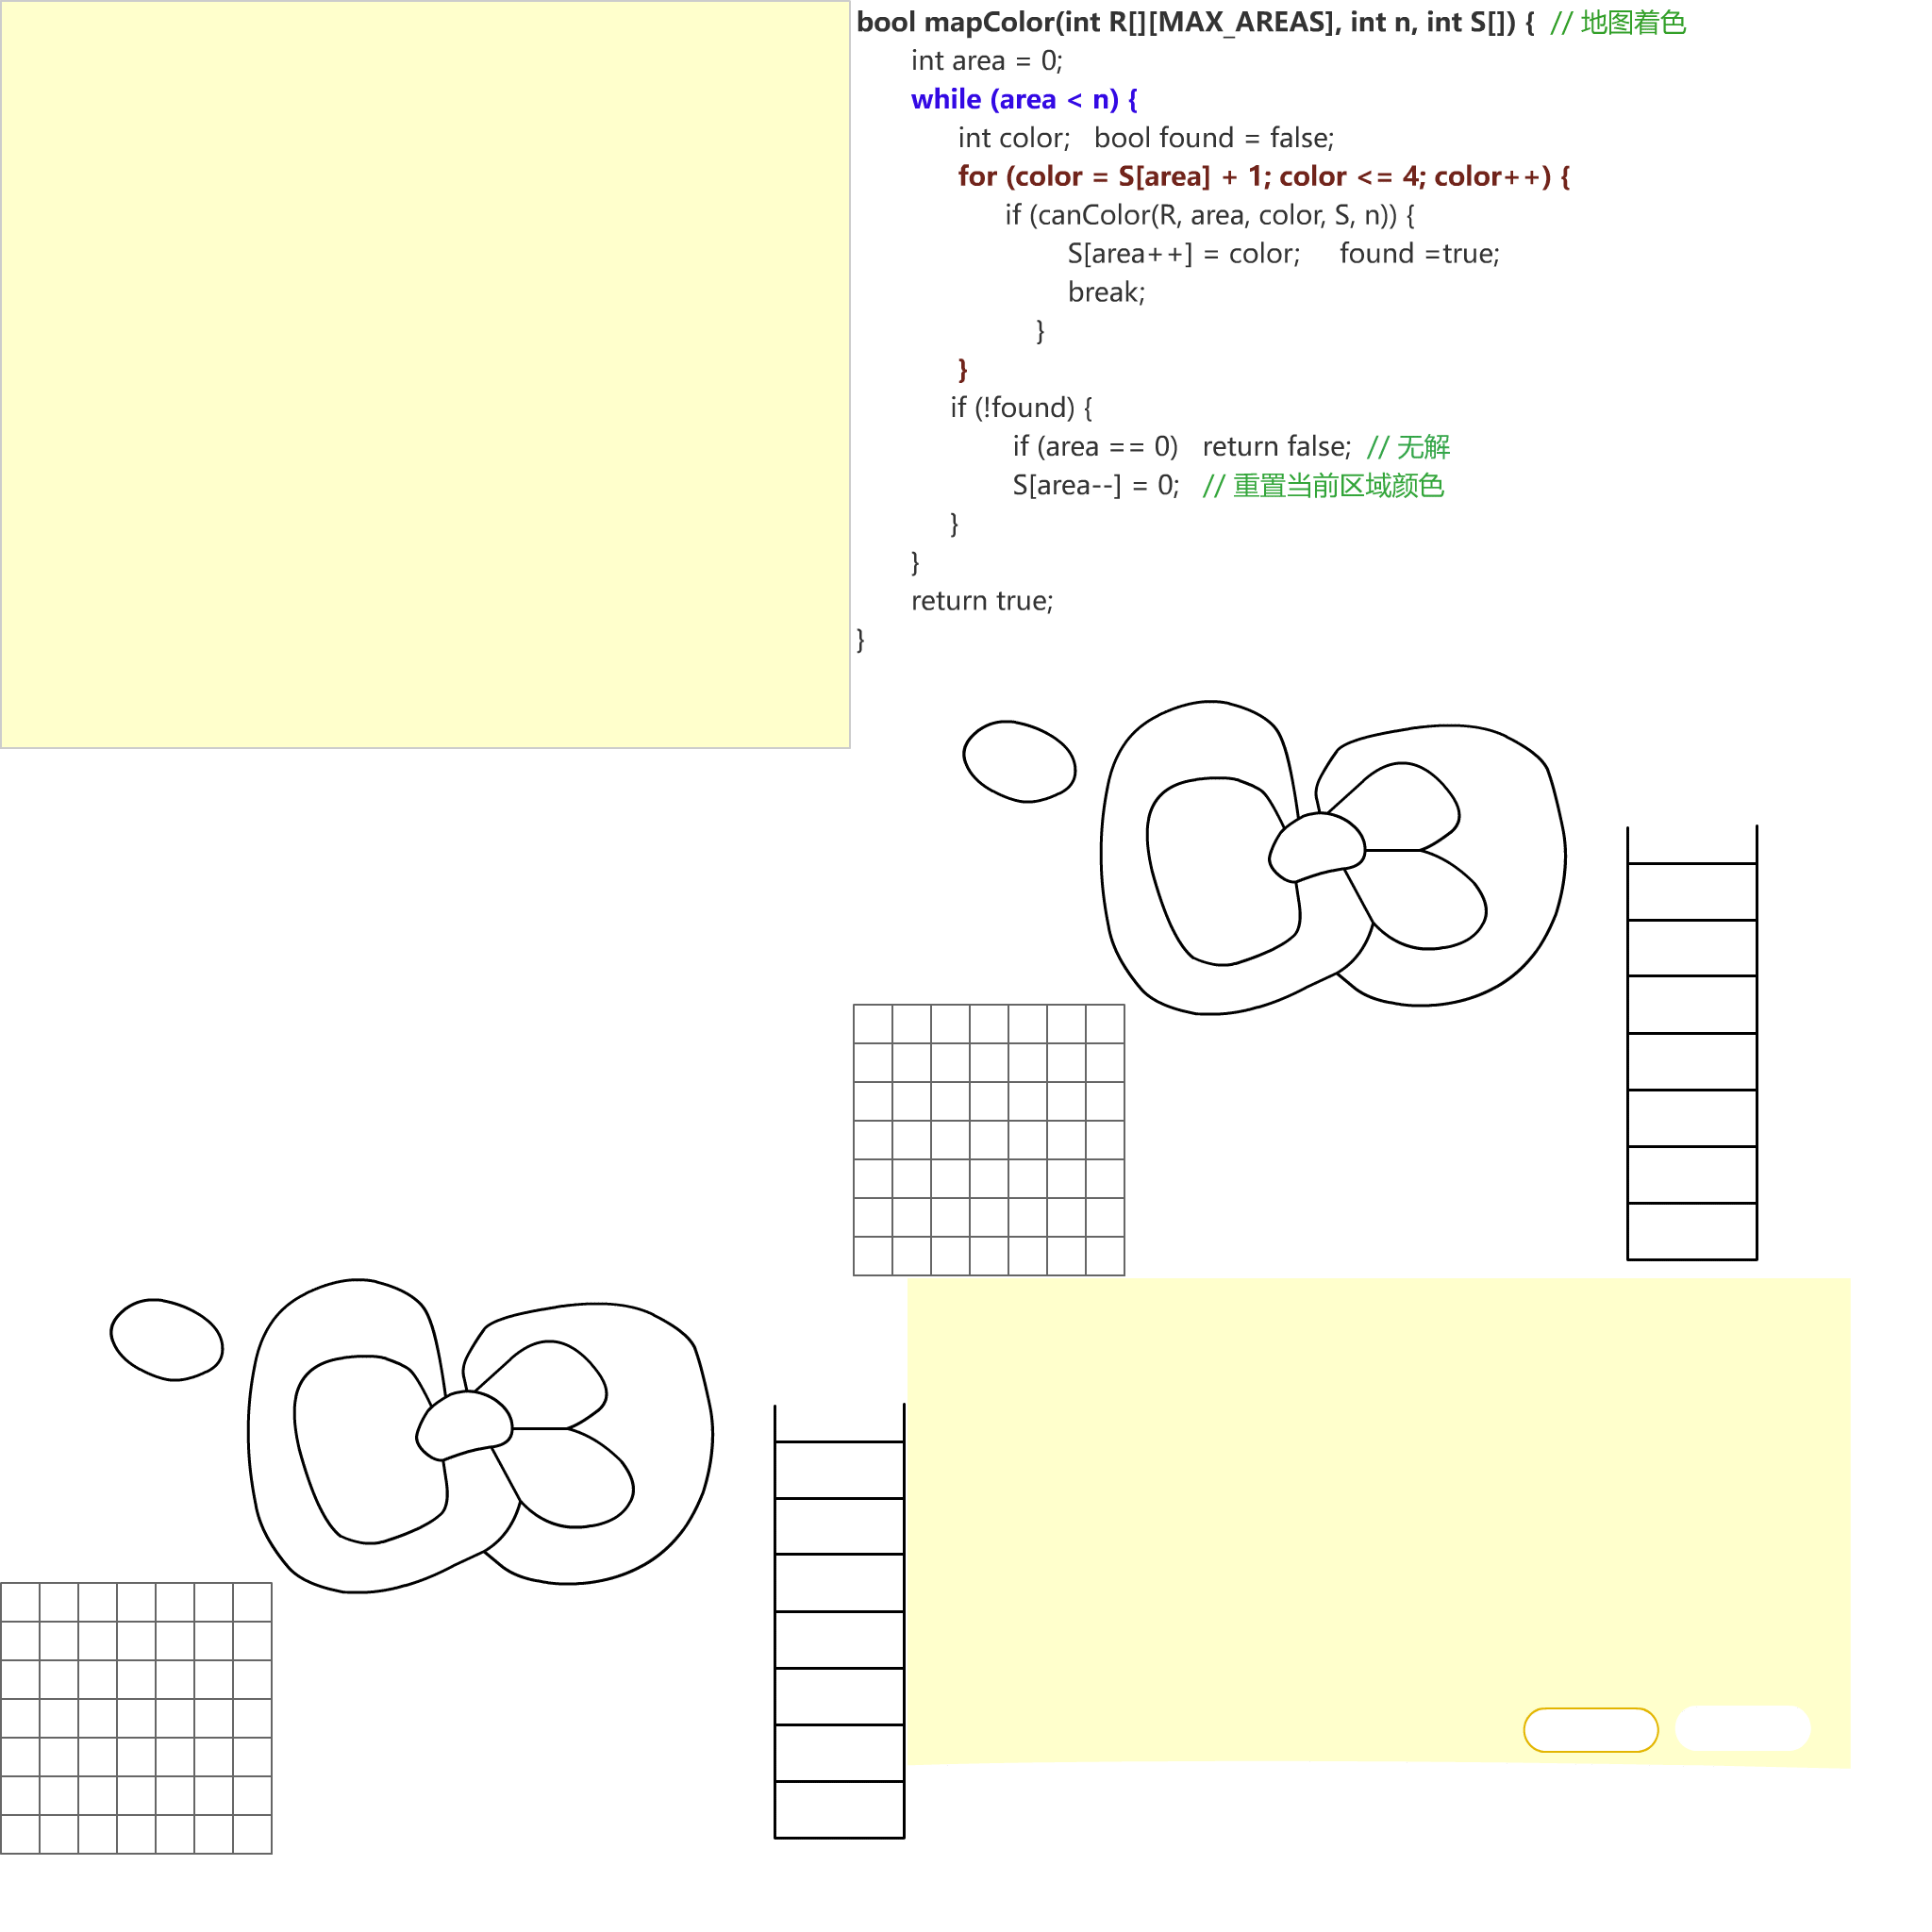 bool mapColor(int R[][MAX_AREAS], int n, int S[]) { // 地图着色
int area = 0;
while (area < n) {
int color; bool found = false;
for (color = S[area] + 1; color <= 4; color++) {
if (canColor(R, area, color, S, n)) {
S[area++] = color; found =true;
break;
}
}
if (!found) {
if (area == 0) return false; // 无解
S[area--] = 0; // 重置当前区域颜色
}
}
return true;
}